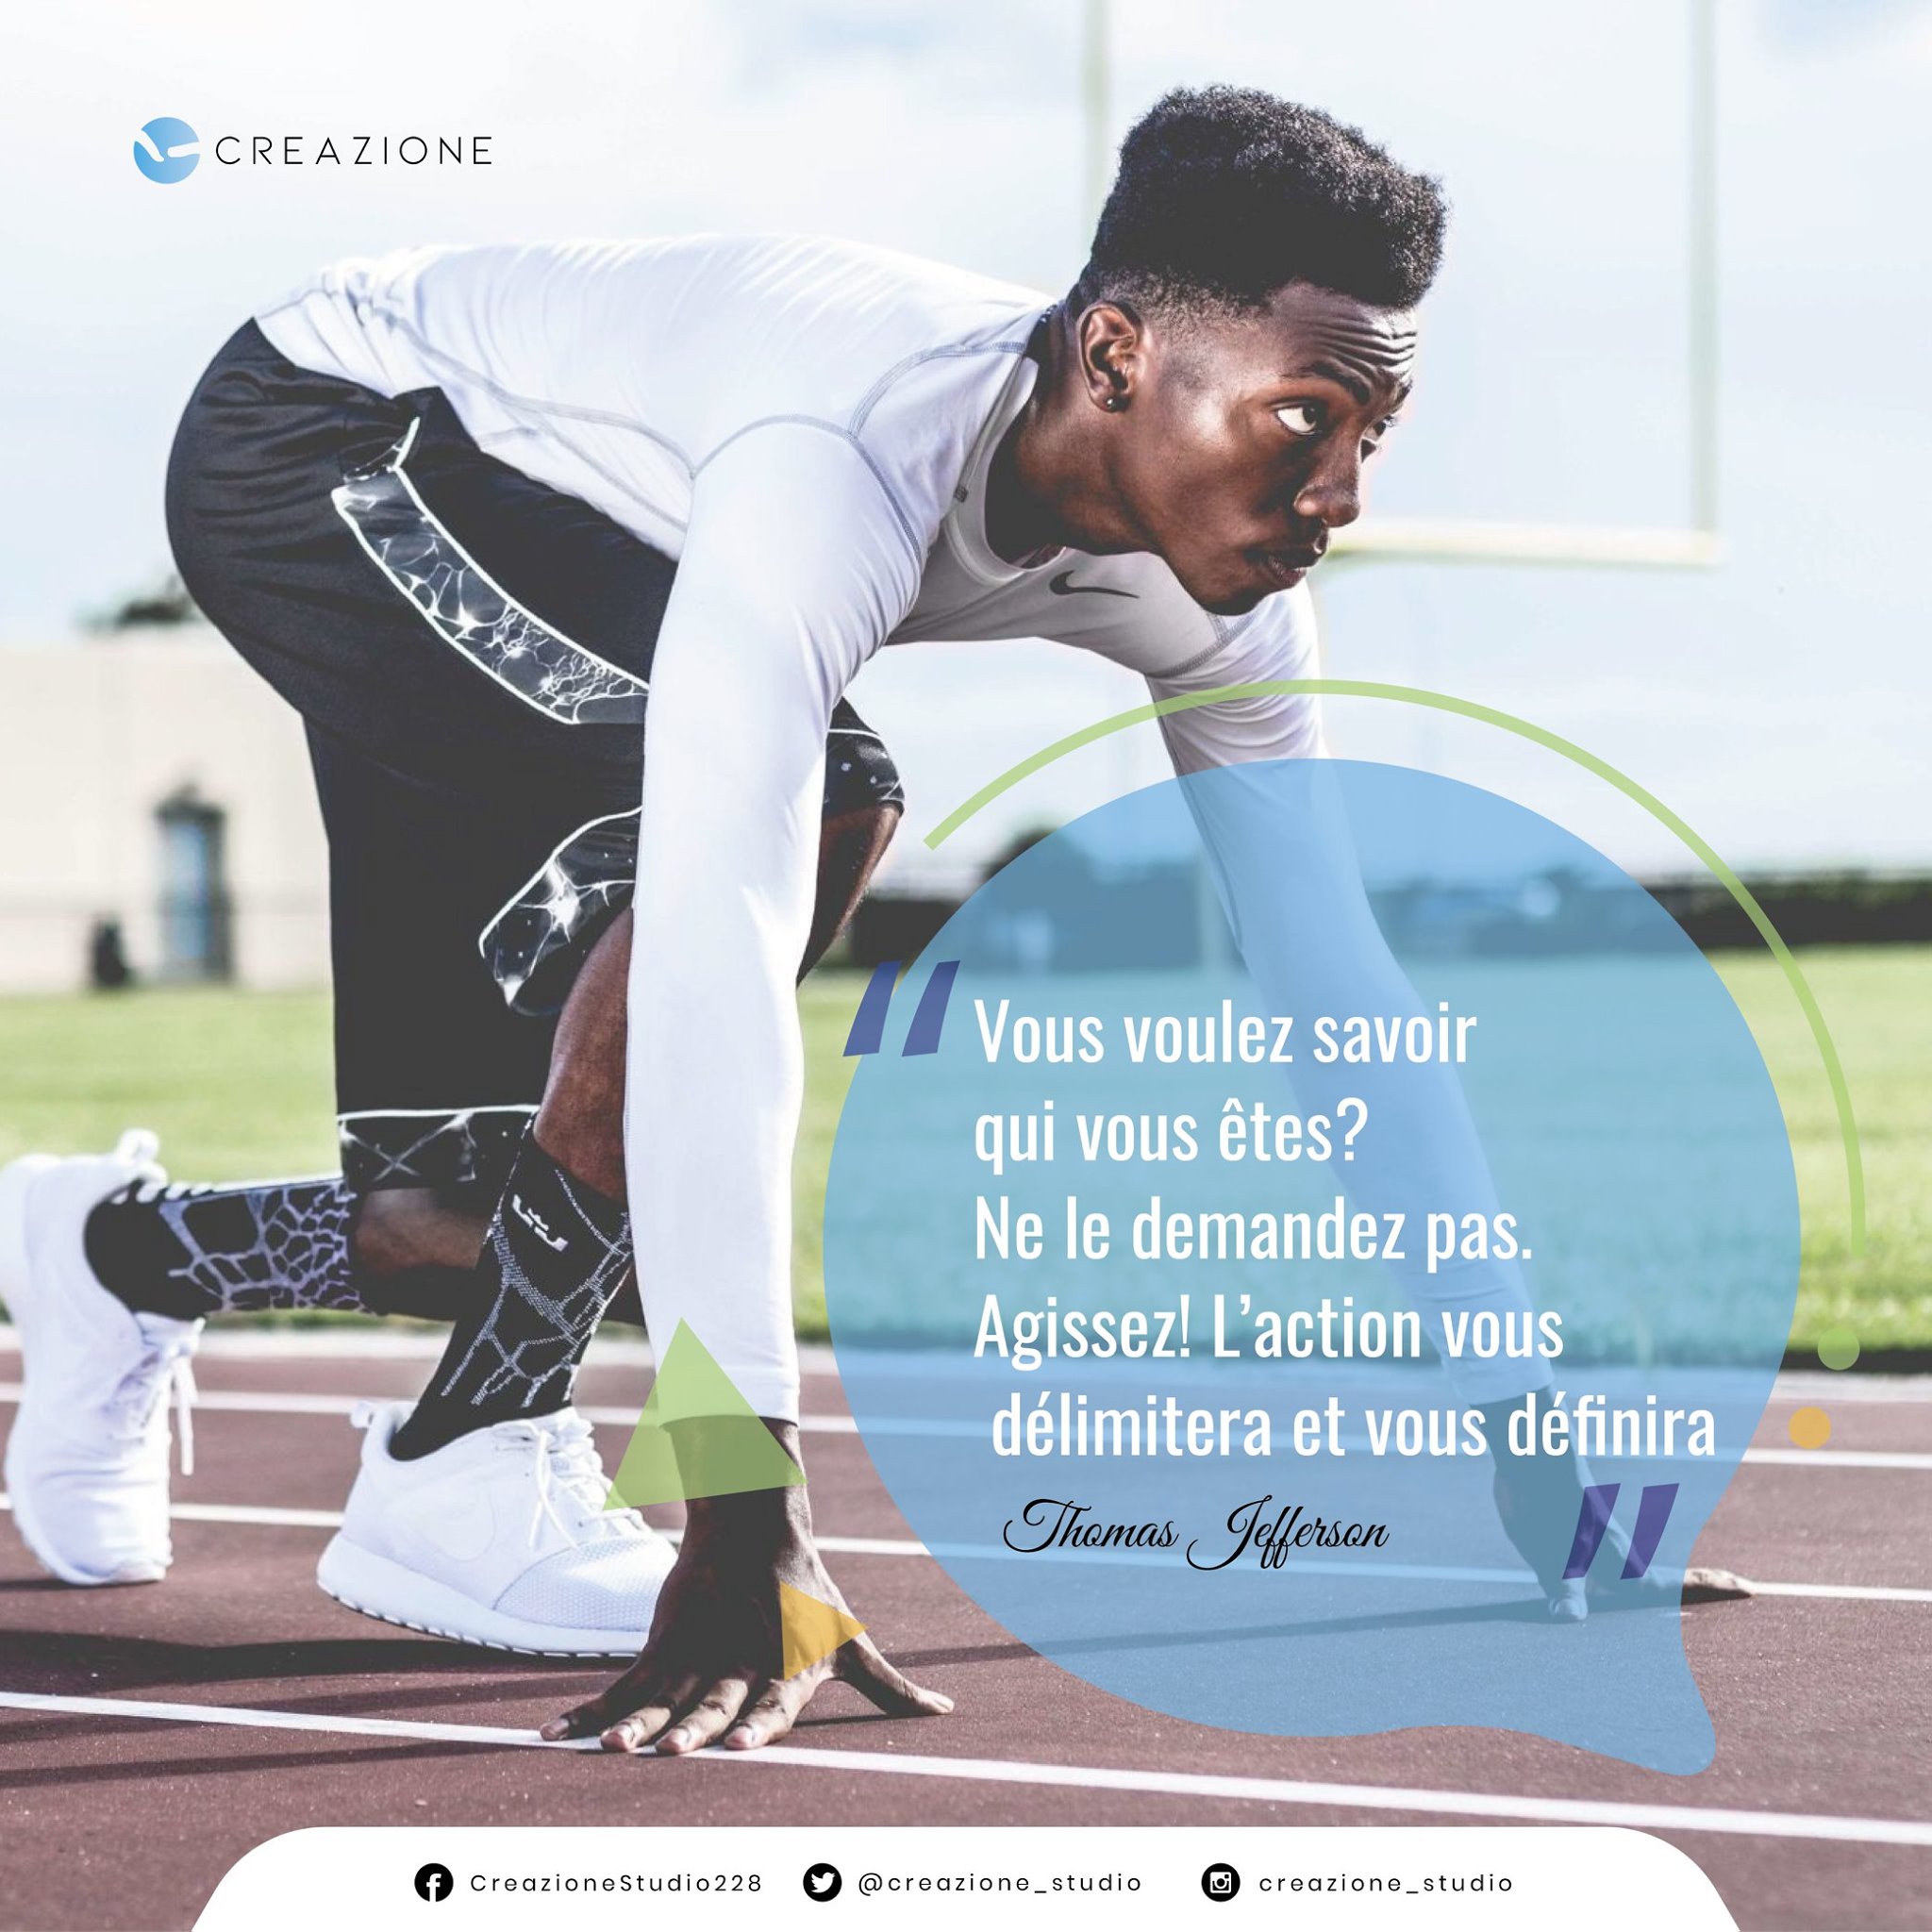 CREAZIONE
Vous voulez savoir
qui vous êtes?
Ne le demandez pas.
Agissez! L’action vous
délimitera et vous définira
Thomas Jefferson
CreazioneStudio228 @creazione_studio creazione_studio